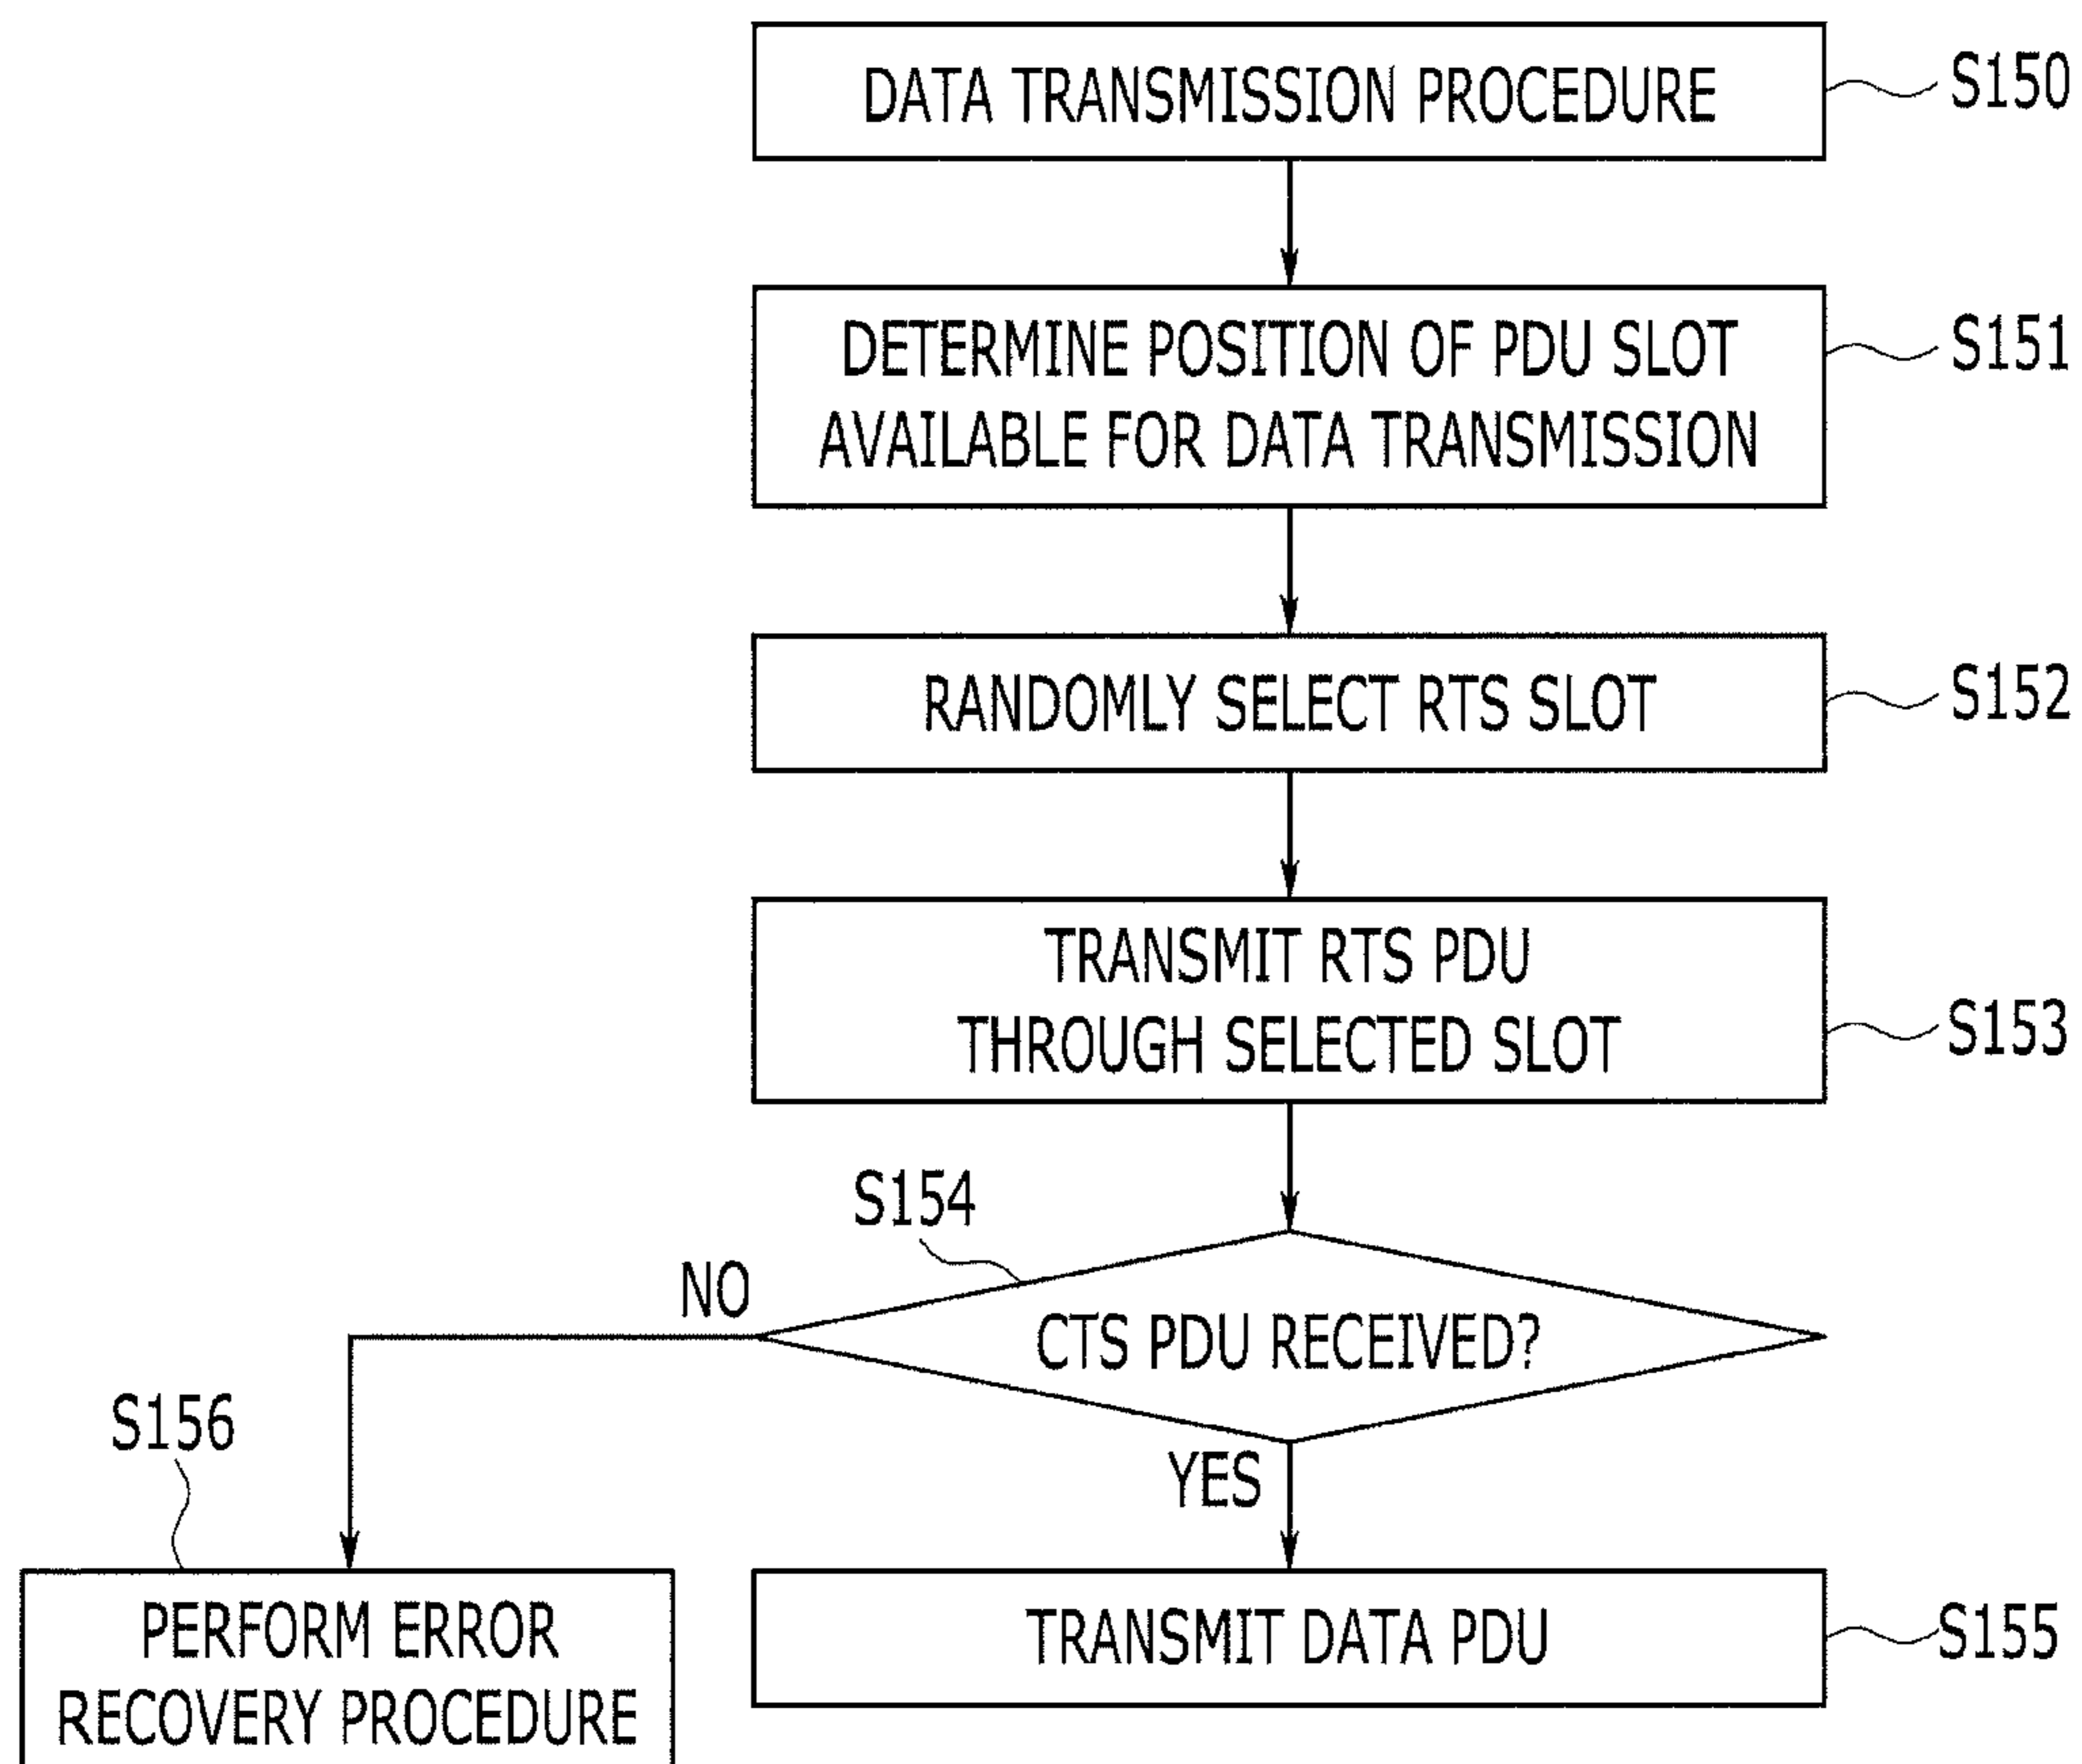 DATA TRANSMISSION PROCEDURE
S150
DETERMINE POSITION OF PDU SLOT
AVAILABLE FOR DATA TRANSMISSION
S151
RANDOMLY SELECT RTS SLOT
S152
TRANSMIT RTS PDU
THROUGH SELECTED SLOT
S153
S154
NO
CTS PDU RECEIVED?
YES
S156
PERFORM ERROR
RECOVERY PROCEDURE
TRANSMIT DATA PDU
S155